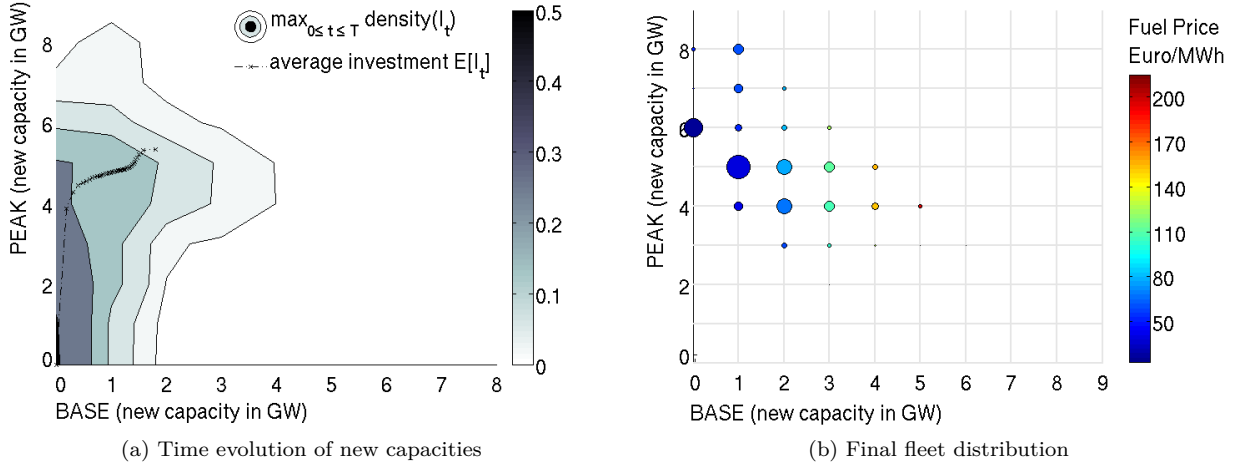 max 0≤ t ≤ T density(I t)
average investment E[I t]
PEAK (new capacity in GW)
8
6
4
2
0
0 1 2 3 4 5 6 7 8
BASE (new capacity in GW)
0.5
0.4
0.3
0.2
0.1
0
(a) Time evolution of new capacities
PEAK (new capacity in GW)
8
6
4
2
0
0 1 2 3 4 5 6 7 8 9
BASE (new capacity in GW)
Fuel Price
Euro/MWh
200
170
140
110
80
50
(b) Final fleet distribution